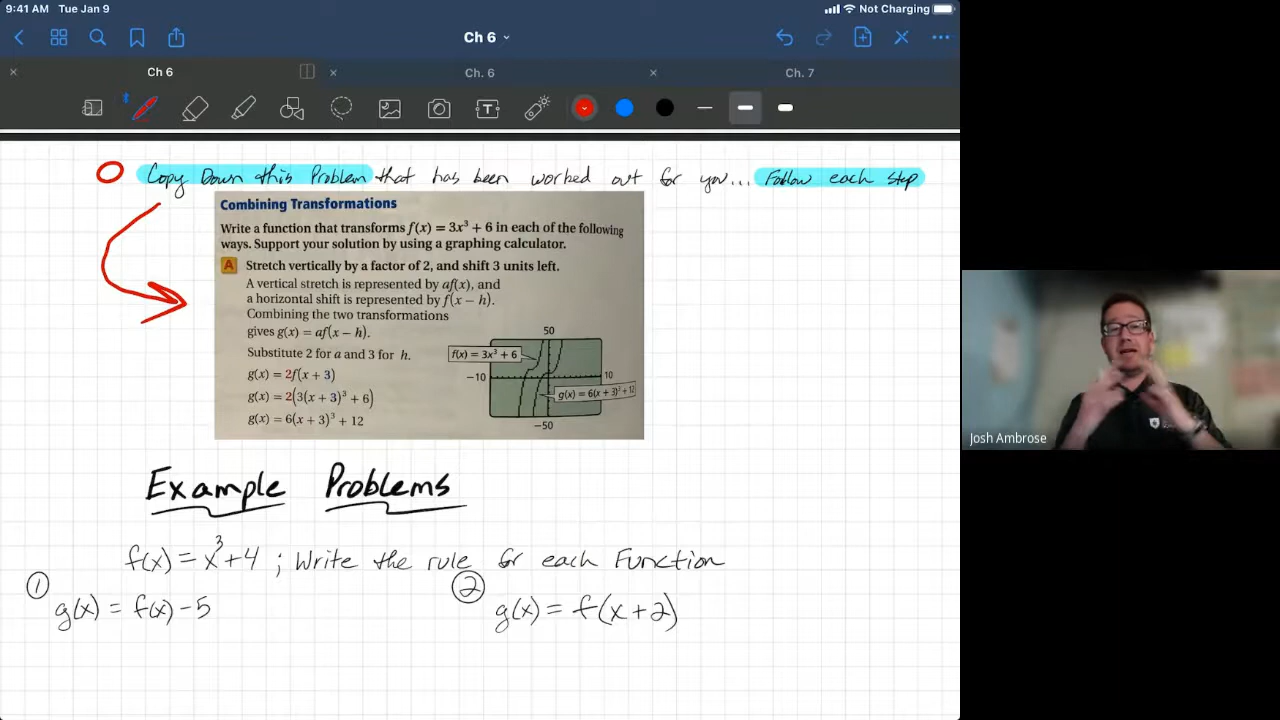 9:41 AM Tue Jan 9
Not Charging
Ch 6
Ch 6
Ch. 6
Ch. 7
Copy Down this Problem that has been worked out for you... Follow each step
Combining Transformations
Write a function that transforms f(x) = 3x³ + 6 in each of the following
ways. Support your solution by using a graphing calculator.
A Stretch vertically by a factor of 2, and shift 3 units left.
A vertical stretch is represented by af(x), and
a horizontal shift is represented by f(x − h).
Combining the two transformations
gives g(x) = af(x − h).
Substitute 2 for a and 3 for h.
g(x) = 2f(x + 3)
g(x) = 2(3(x + 3)³ + 6)
g(x) = 6(x + 3)³ + 12
50
f(x) = 3x³ + 6
−10
10
g(x) = 6(x + 3)³ + 12
−50
Josh Ambrose
Example Problems
f(x) = x³ + 4 ; Write the rule for each Function
① g(x) = f(x) − 5
② g(x) = f(x + 2)